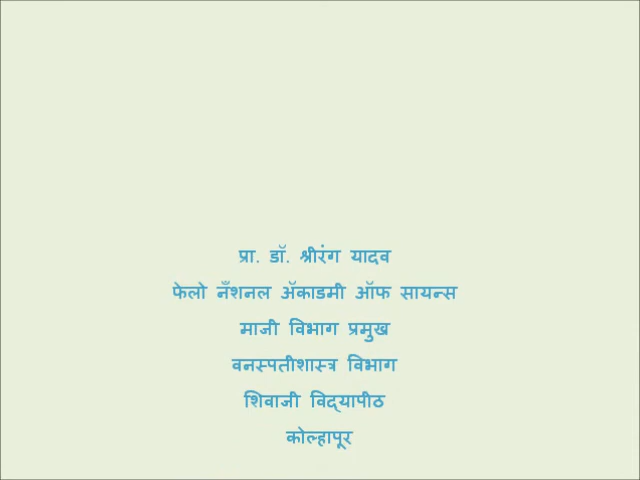 प्रा. डॉ. श्रीरंग यादव
फेलो नँशनल ॲकाडमी ऑफ सायन्स
माजी विभाग प्रमुख
वनस्पतीशास्त्र विभाग
शिवाजी विद्‌यापीठ
कोल्हापूर